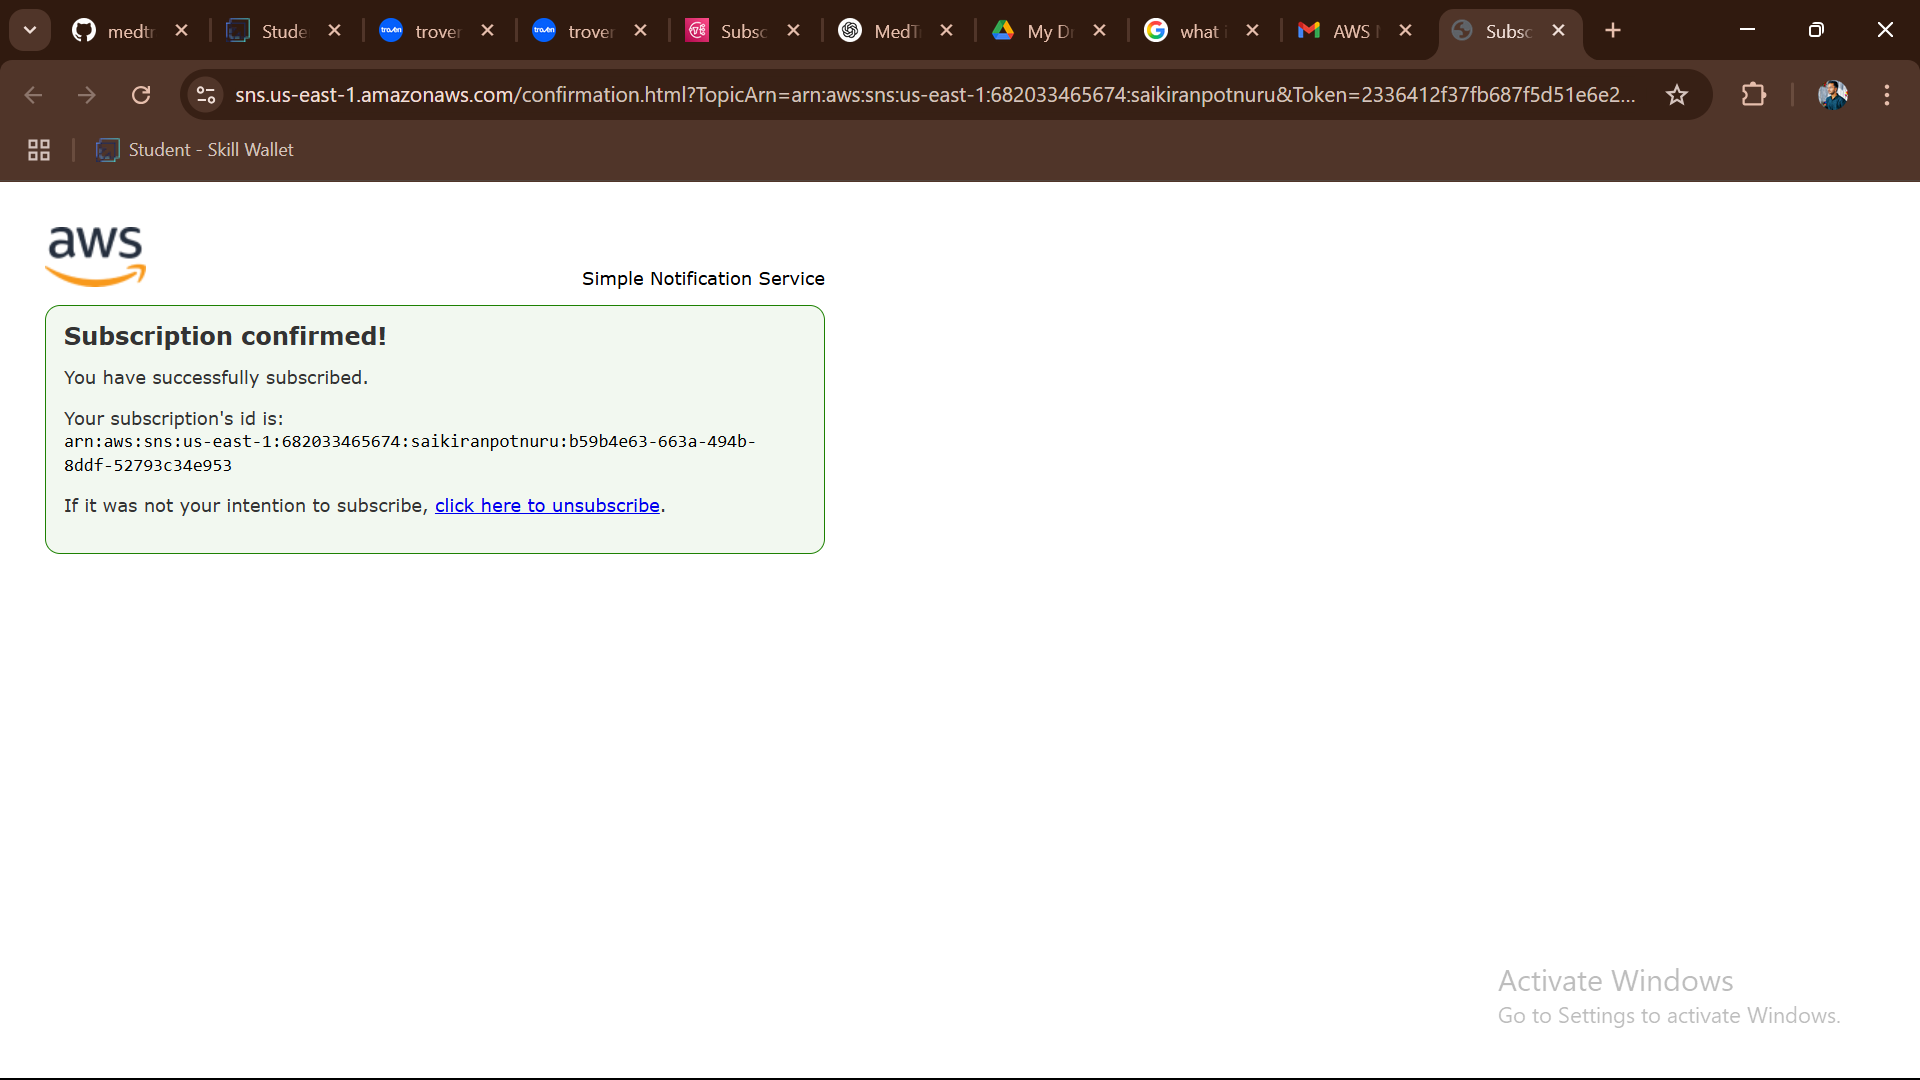 medtr
Stude
trover
trover
Subsc
MedTr
My Dr
what i
AWS N
Subsc
sns.us-east-1.amazonaws.com/confirmation.html?TopicArn=arn:aws:sns:us-east-1:682033465674:saikiranpotnuru&Token=2336412f37fb687f5d51e6e2...
Student - Skill Wallet
aws
Simple Notification Service
Subscription confirmed!
You have successfully subscribed.
Your subscription's id is:
arn:aws:sns:us-east-1:682033465674:saikiranpotnuru:b59b4e63-663a-494b-
8ddf-52793c34e953
If it was not your intention to subscribe, click here to unsubscribe.
Activate Windows
Go to Settings to activate Windows.